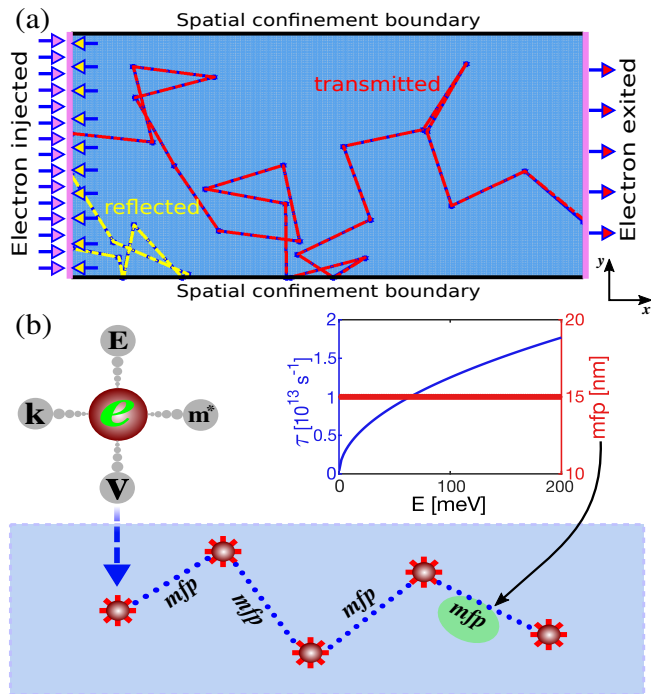 (a)
Spatial confinement boundary
Electron injected
transmitted
reflected
Electron exited
Spatial confinement boundary
y
x
(b)
E
k
e
m*
V
τ [10¹³ s⁻¹]
2
1.5
1
0.5
0
20
15
10
mfp [nm]
0
100
200
E [meV]
mfp
mfp
mfp
mfp